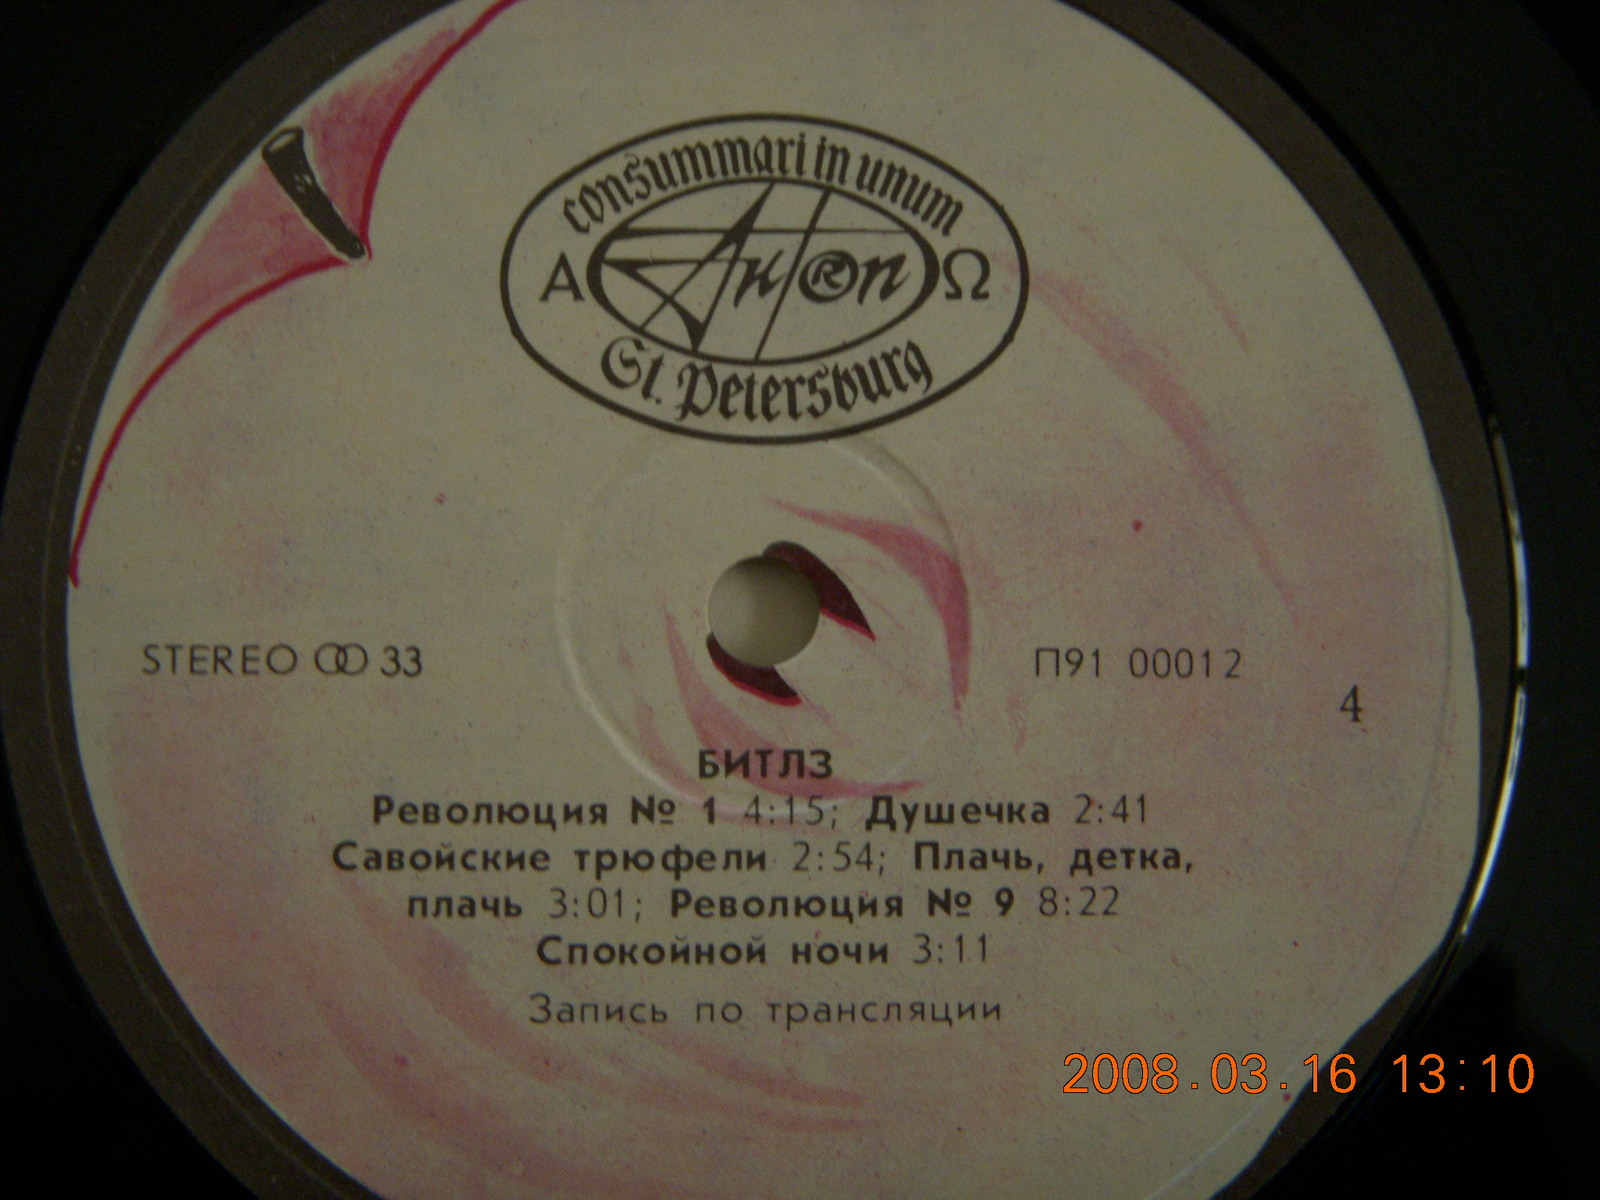 consummari in unum
Α АнтRоп Ω
St. Petersburg
STEREO ꝎO 33
П91 00012
4
БИТЛЗ
Революция № 1 4:15; Душечка 2:41
Савойские трюфели 2:54; Плачь, детка,
плачь 3:01; Революция № 9 8:22
Спокойной ночи 3:11
Запись по трансляции
2008.03.16 13:10